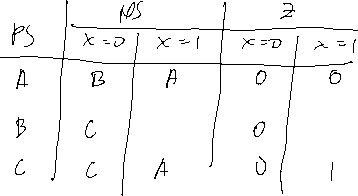 NS Z
PS x=0 x=1 x=0 x=1
A B A 0 0
B C 0
C C A 0 1